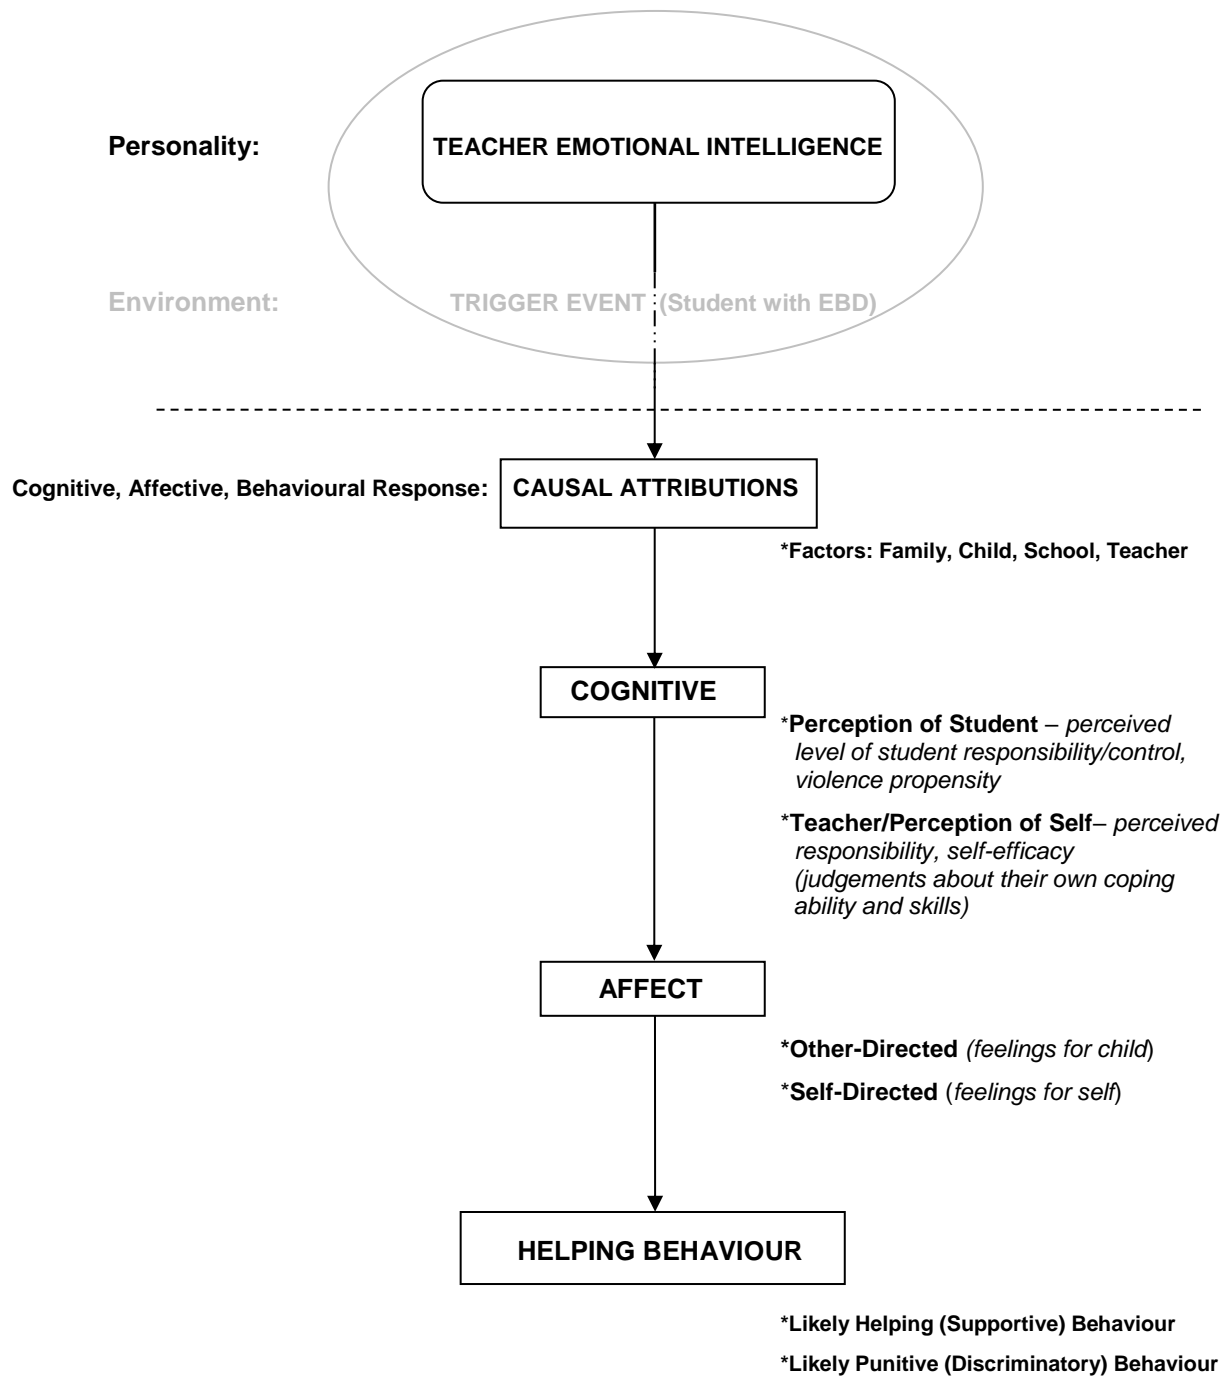 Personality:
TEACHER EMOTIONAL INTELLIGENCE
Environment:
TRIGGER EVENT (Student with EBD)
Cognitive, Affective, Behavioural Response:
CAUSAL ATTRIBUTIONS
*Factors: Family, Child, School, Teacher
COGNITIVE
*Perception of Student – perceived
level of student responsibility/control,
violence propensity
*Teacher/Perception of Self– perceived
responsibility, self-efficacy
(judgements about their own coping
ability and skills)
AFFECT
*Other-Directed (feelings for child)
*Self-Directed (feelings for self)
HELPING BEHAVIOUR
*Likely Helping (Supportive) Behaviour
*Likely Punitive (Discriminatory) Behaviour